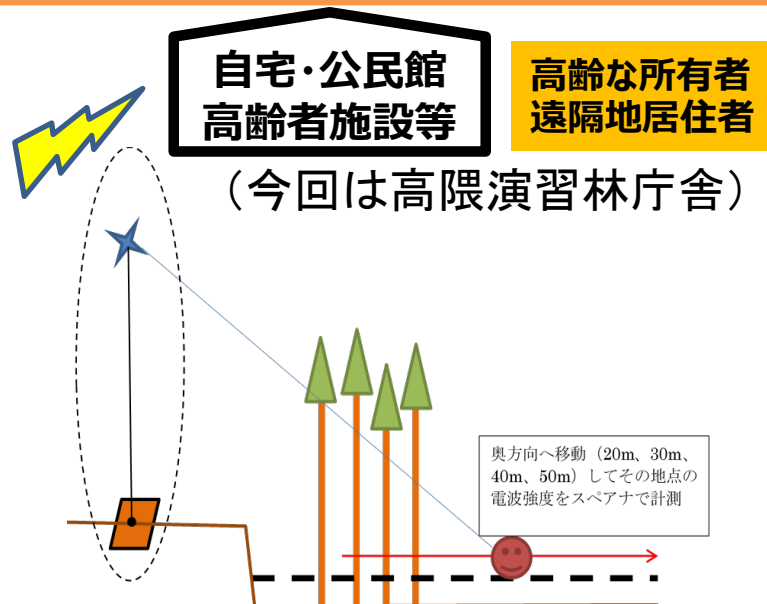 自宅・公民館
高齢者施設等
高齢な所有者
遠隔地居住者
（今回は高隈演習林庁舎）
奥方向へ移動（20m、30m、
40m、50m）してその地点の
電波強度をスペアナで計測